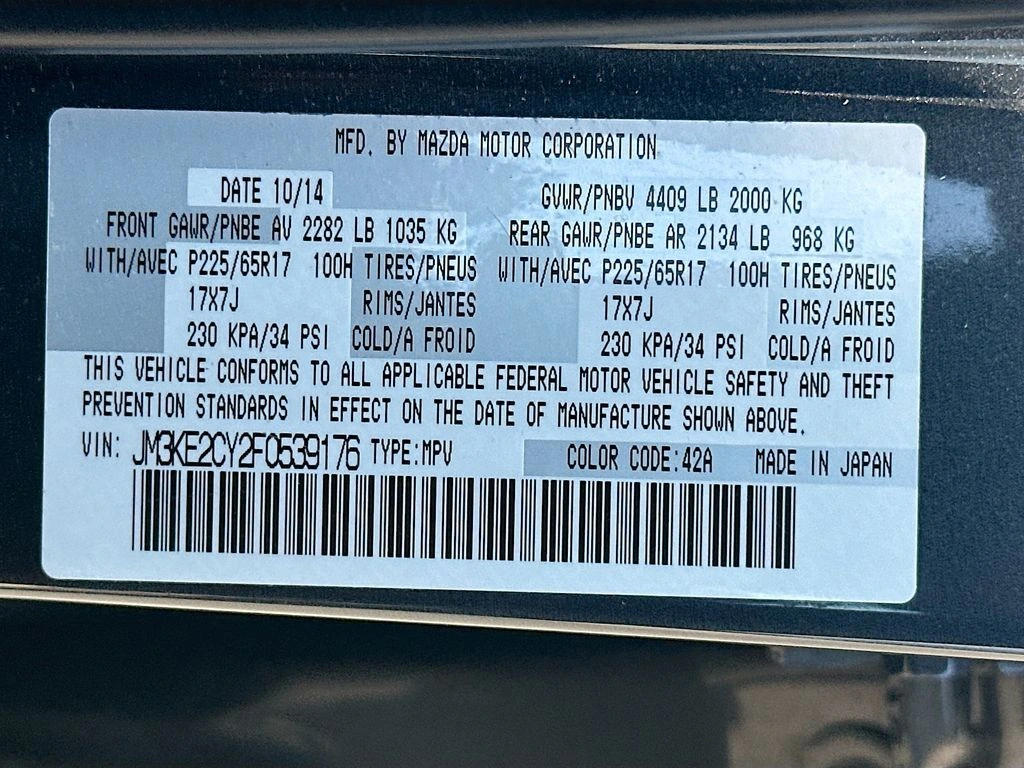 MFD. BY MAZDA MOTOR CORPORATION
DATE 10/14 GVWR/PNBV 4409 LB 2000 KG
FRONT GAWR/PNBE AV 2282 LB 1035 KG REAR GAWR/PNBE AR 2134 LB 968 KG
WITH/AVEC P225/65R17 100H TIRES/PNEUS WITH/AVEC P225/65R17 100H TIRES/PNEUS
17X7J RIMS/JANTES 17X7J RIMS/JANTES
230 KPA/34 PSI COLD/A FROID 230 KPA/34 PSI COLD/A FROID
THIS VEHICLE CONFORMS TO ALL APPLICABLE FEDERAL MOTOR VEHICLE SAFETY AND THEFT
PREVENTION STANDARDS IN EFFECT ON THE DATE OF MANUFACTURE SHOWN ABOVE.
VIN: JM3KE2CY2F0539176 TYPE:MPV COLOR CODE:42A MADE IN JAPAN